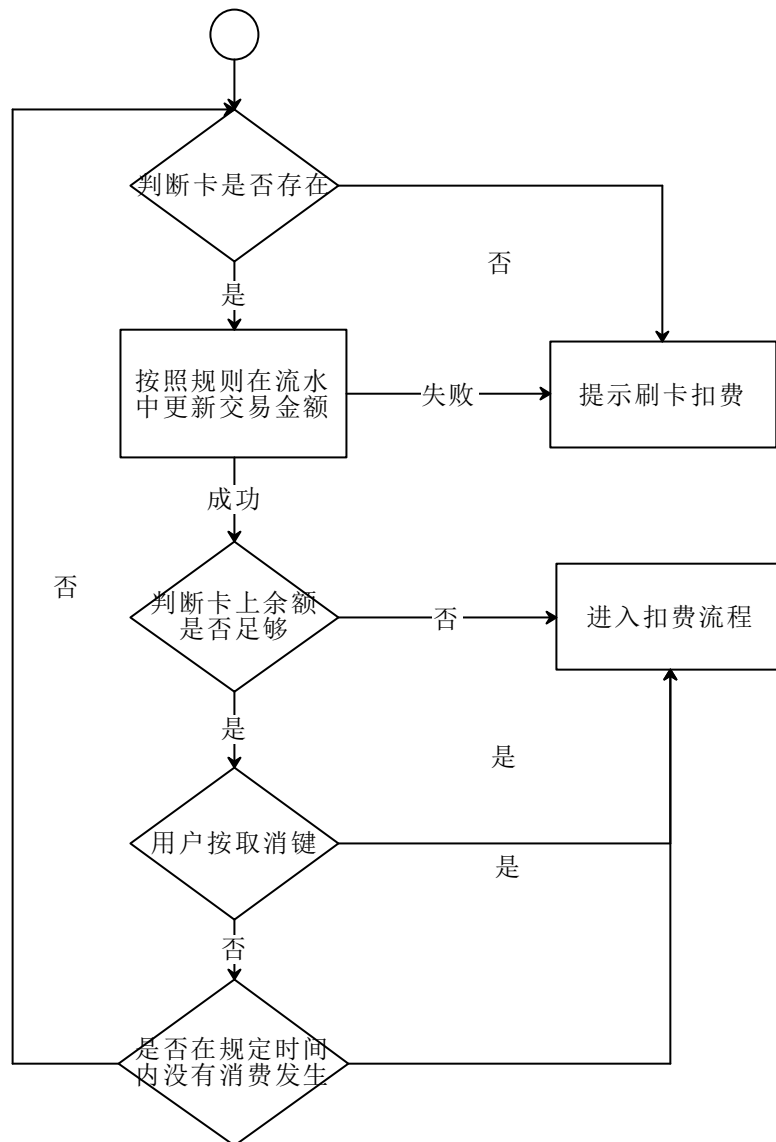 判断卡是否存在
否
是
按照规则在流水
中更新交易金额
失败
提示刷卡扣费
成功
否
判断卡上余额
是否足够
否
进入扣费流程
是
是
用户按取消键
是
否
是否在规定时间
内没有消费发生